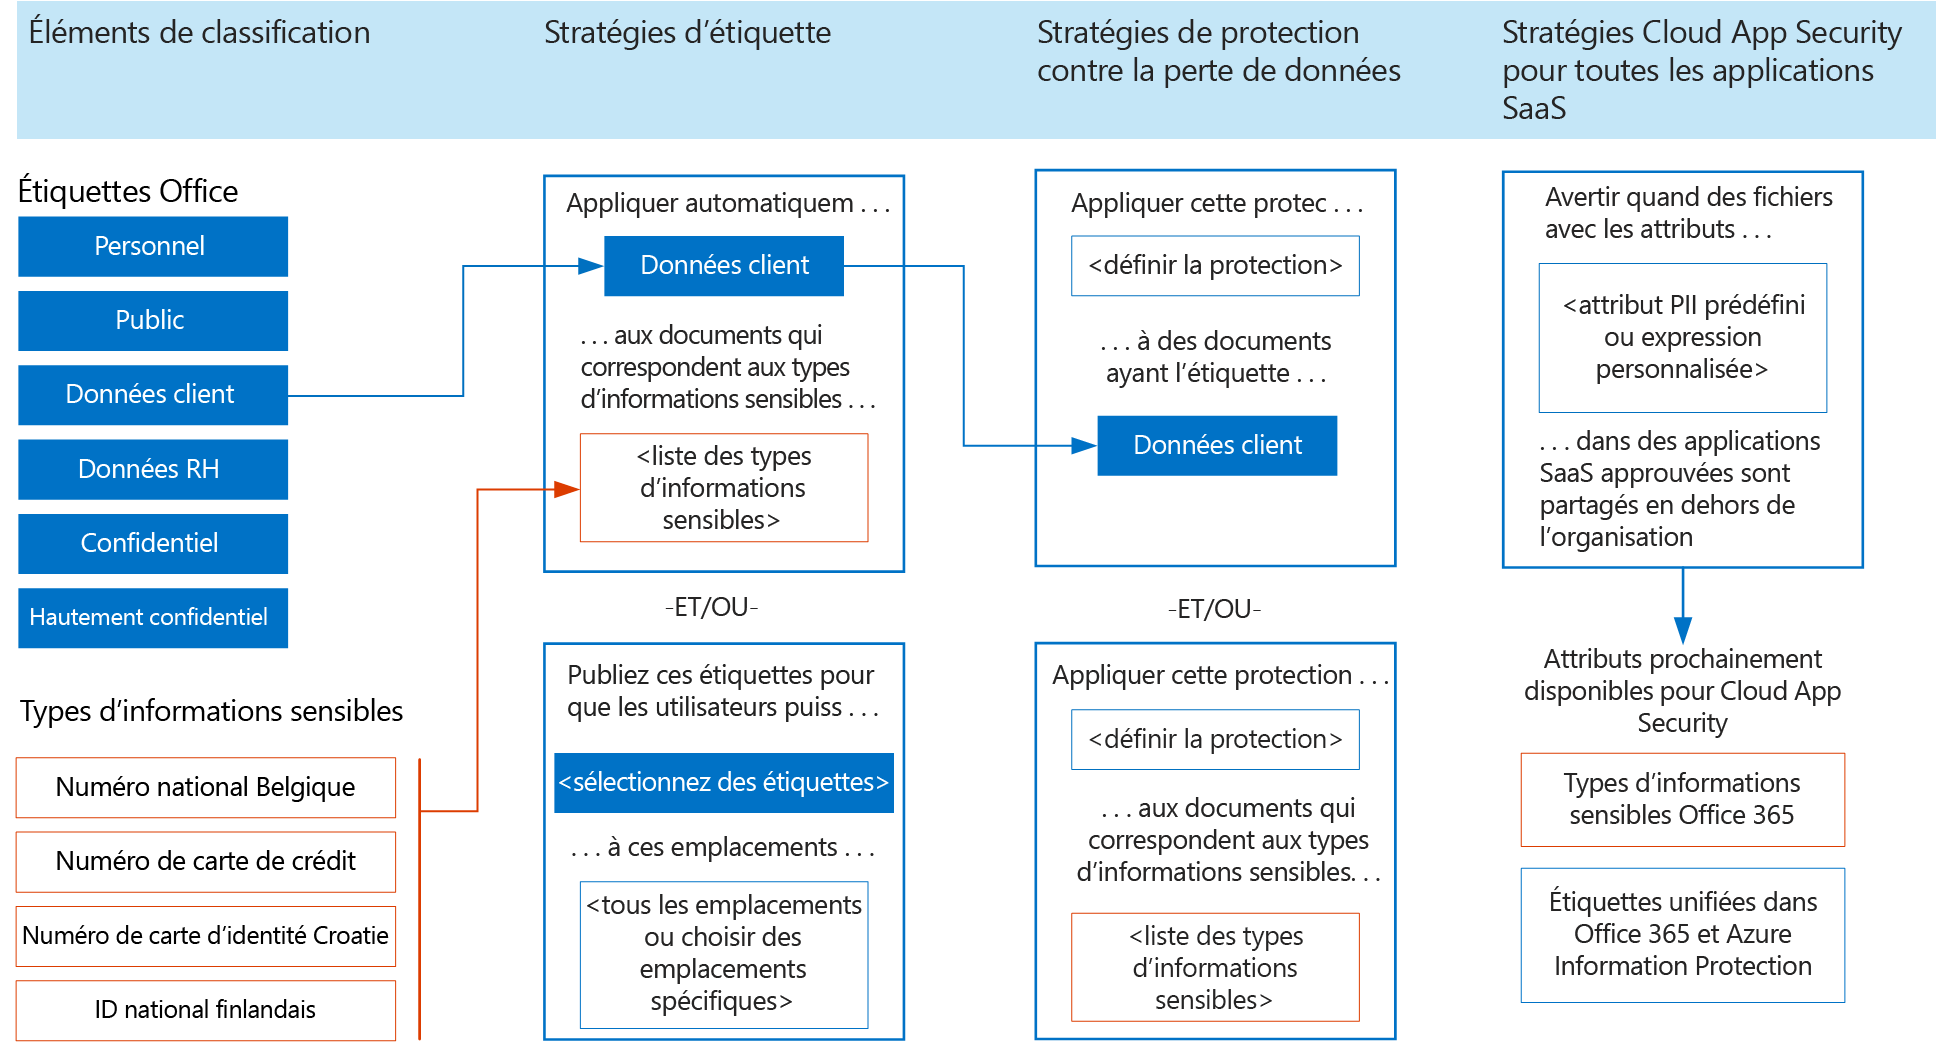 Éléments de classification
Stratégies d’étiquette
Stratégies de protection
contre la perte de données
Stratégies Cloud App Security
pour toutes les applications
SaaS
Étiquettes Office
Personnel
Public
Données client
Données RH
Confidentiel
Hautement confidentiel
Types d’informations sensibles
Numéro national Belgique
Numéro de carte de crédit
Numéro de carte d’identité Croatie
ID national finlandais
Appliquer automatiquem . . .
Données client
. . . aux documents qui
correspondent aux types
d’informations sensibles . . .
<liste des types
d’informations
sensibles>
-ET/OU-
Publiez ces étiquettes pour
que les utilisateurs puiss . . .
<sélectionnez des étiquettes>
. . . à ces emplacements . . .
<tous les emplacements
ou choisir des
emplacements
spécifiques>
Appliquer cette protec . . .
<définir la protection>
. . . à des documents
ayant l’étiquette . . .
Données client
-ET/OU-
Appliquer cette protection . . .
<définir la protection>
. . . aux documents qui
correspondent aux types
d’informations sensibles. . .
<liste des types
d’informations
sensibles>
Avertir quand des fichiers
avec les attributs . . .
<attribut PII prédéfini
ou expression
personnalisée>
. . . dans des applications
SaaS approuvées sont
partagés en dehors de
l’organisation
Attributs prochainement
disponibles pour Cloud App
Security
Types d’informations
sensibles Office 365
Étiquettes unifiées dans
Office 365 et Azure
Information Protection